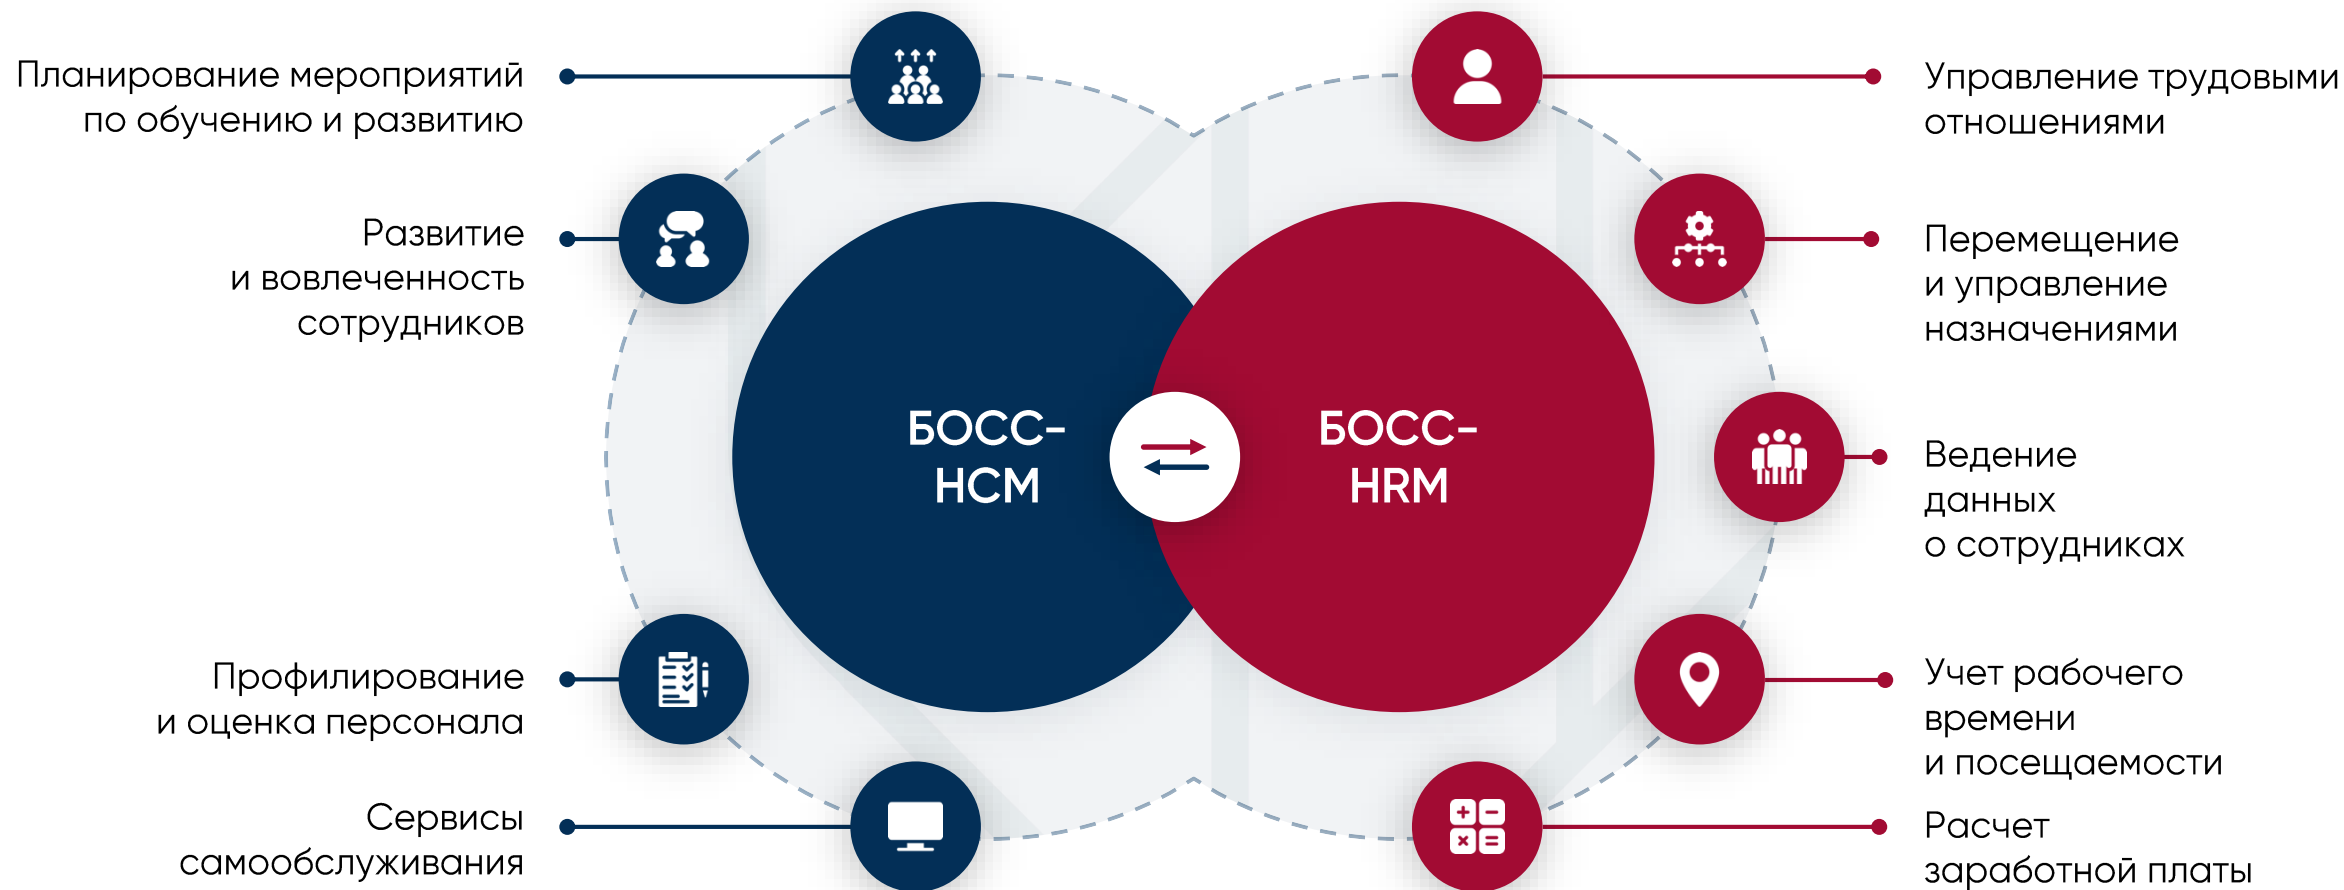 Планирование мероприятий
по обучению и развитию
Развитие
и вовлеченность
сотрудников
Профилирование
и оценка персонала
Сервисы
самообслуживания
БОСС-
HCM
БОСС-
HRM
Управление трудовыми
отношениями
Перемещение
и управление
назначениями
Ведение
данных
о сотрудниках
Учет рабочего
времени
и посещаемости
Расчет
заработной платы